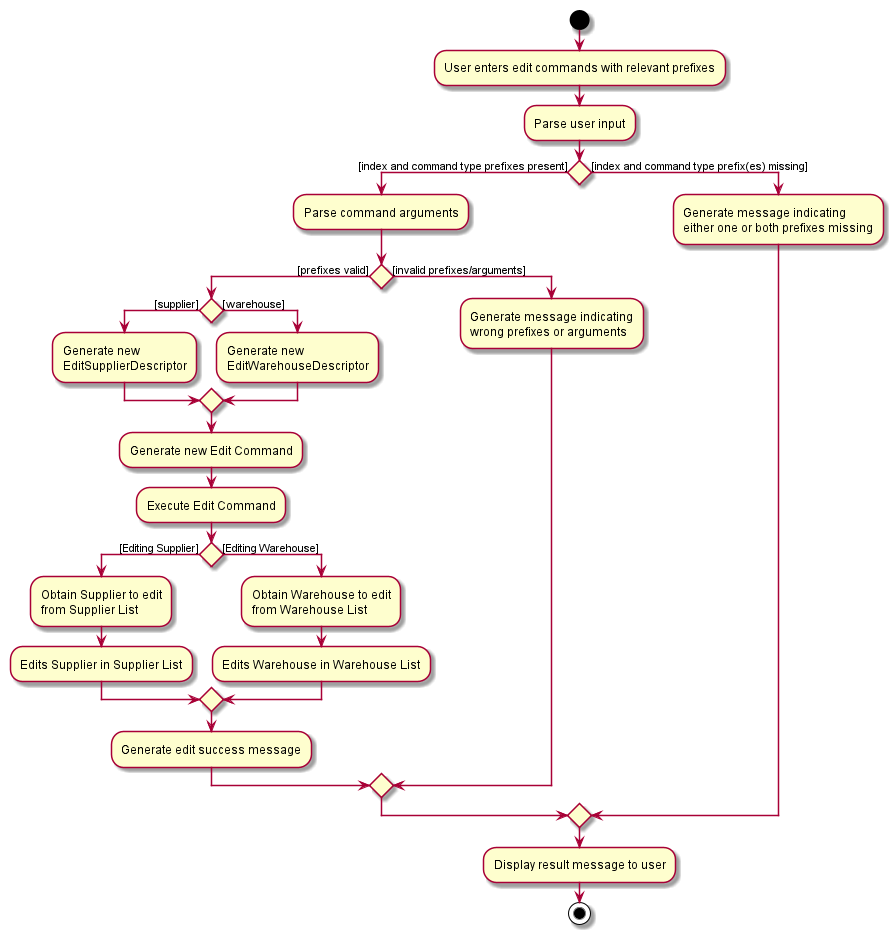 User enters edit commands with relevant prefixes
Parse user input
[index and command type prefixes present]
[index and command type prefix(es) missing]
Parse command arguments
Generate message indicating
either one or both prefixes missing
[prefixes valid]
[invalid prefixes/arguments]
[supplier]
[warehouse]
Generate message indicating
wrong prefixes or arguments
Generate new
EditSupplierDescriptor
Generate new
EditWarehouseDescriptor
Generate new Edit Command
Execute Edit Command
[Editing Supplier]
[Editing Warehouse]
Obtain Supplier to edit
from Supplier List
Obtain Warehouse to edit
from Warehouse List
Edits Supplier in Supplier List
Edits Warehouse in Warehouse List
Generate edit success message
Display result message to user